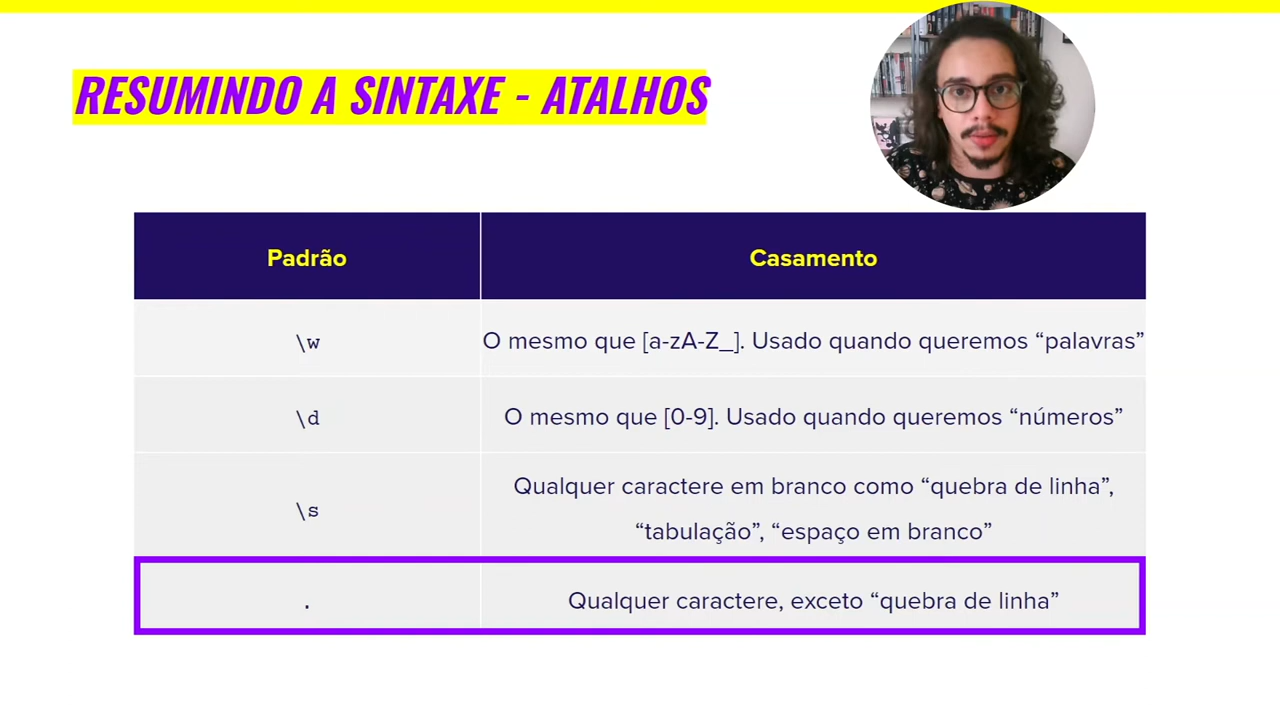 RESUMINDO A SINTAXE - ATALHOS
Padrão
Casamento
\w
O mesmo que [a-zA-Z_]. Usado quando queremos “palavras”
\d
O mesmo que [0-9]. Usado quando queremos “números”
\s
Qualquer caractere em branco como “quebra de linha”,
“tabulação”, “espaço em branco”
.
Qualquer caractere, exceto “quebra de linha”